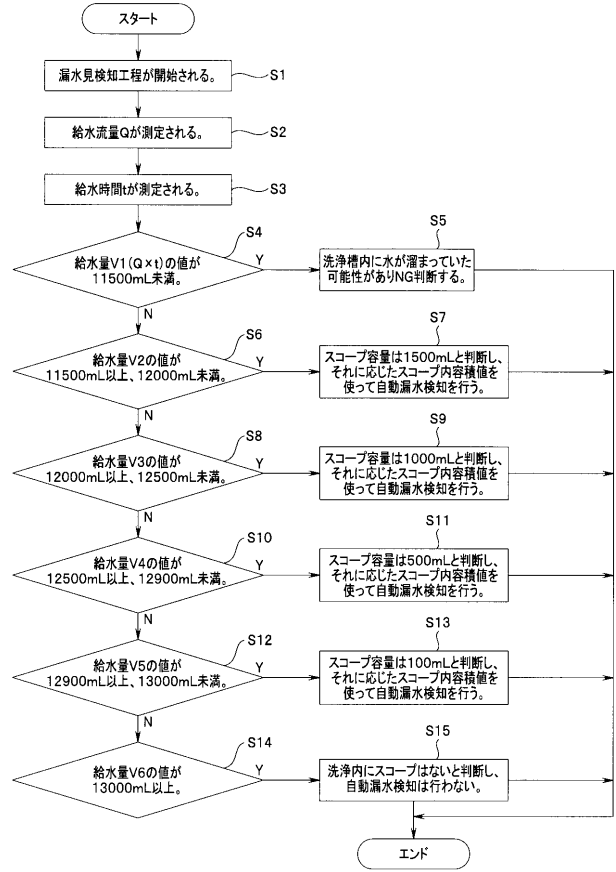 スタート
漏水見検知工程が開始される。
S1
給水流量Qが測定される。
S2
給水時間tが測定される。
S3
S4
給水量V1(Q×t)の値が
11500mL未満。
Y
N
S5
洗浄槽内に水が溜まっていた
可能性がありNG判断する。
S6
給水量V2の値が
11500mL以上、12000mL未満。
Y
N
S7
スコープ容量は1500mLと判断し、
それに応じたスコープ内容積値を
使って自動漏水検知を行う。
S8
給水量V3の値が
12000mL以上、12500mL未満。
Y
N
S9
スコープ容量は1000mLと判断し、
それに応じたスコープ内容積値を
使って自動漏水検知を行う。
S10
給水量V4の値が
12500mL以上、12900mL未満。
Y
N
S11
スコープ容量は500mLと判断し、
それに応じたスコープ内容積値を
使って自動漏水検知を行う。
S12
給水量V5の値が
12900mL以上、13000mL未満。
Y
N
S13
スコープ容量は100mLと判断し、
それに応じたスコープ内容積値を
使って自動漏水検知を行う。
S14
給水量V6の値が
13000mL以上。
Y
S15
洗浄内にスコープはないと判断し、
自動漏水検知は行わない。
エンド